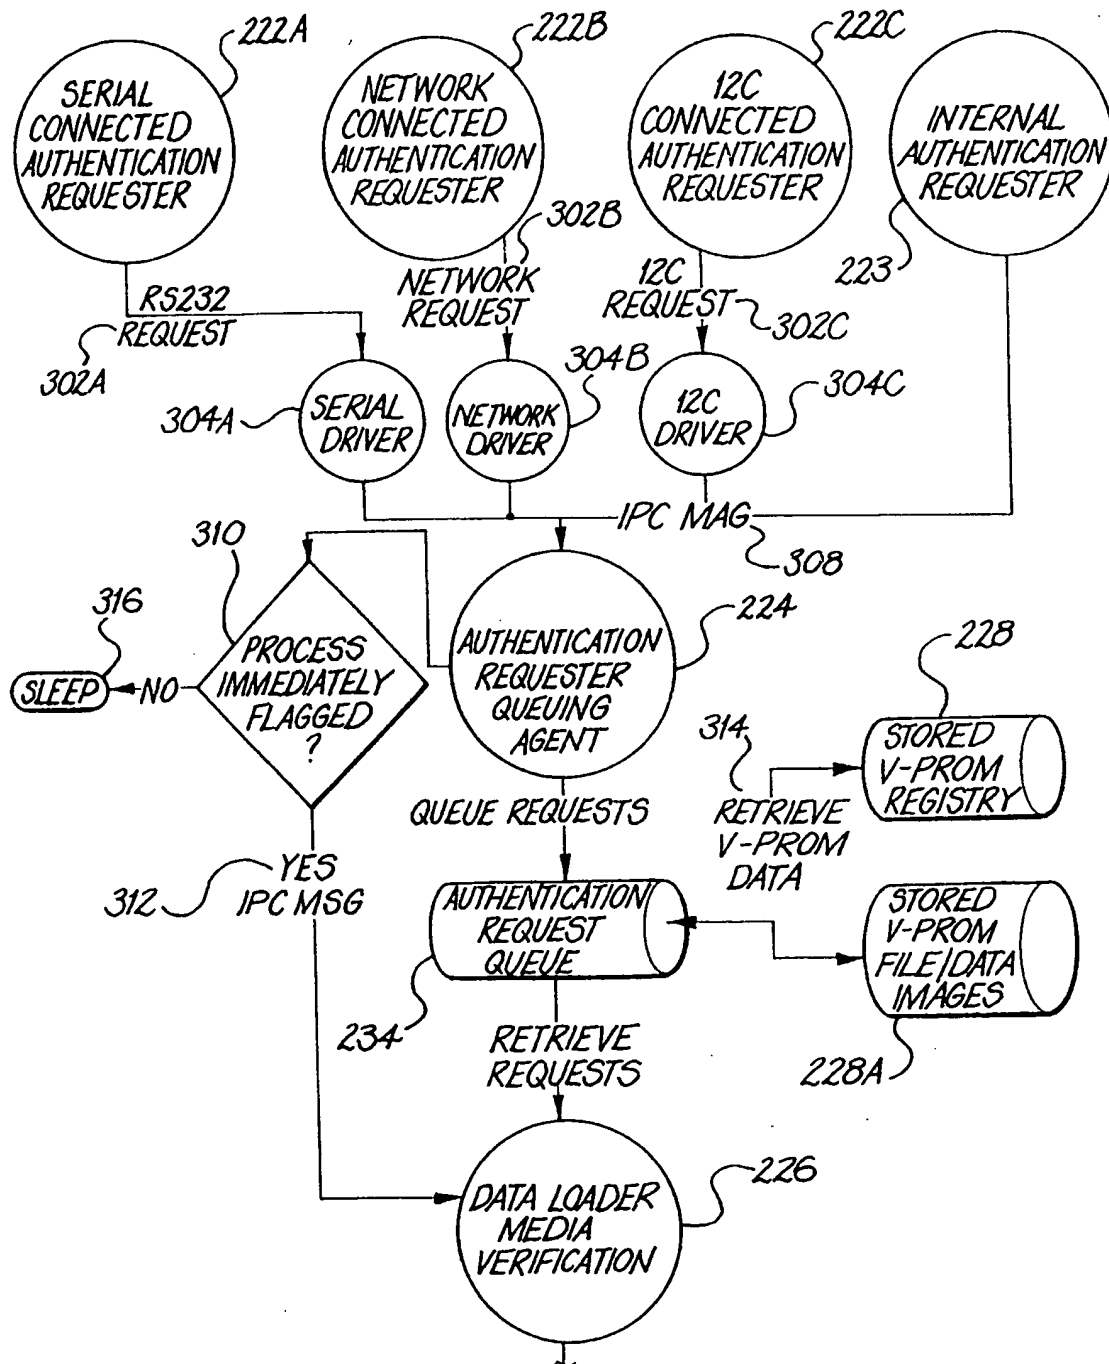 222A
222B
222C
SERIAL
CONNECTED
AUTHENTICATION
REQUESTER
NETWORK
CONNECTED
AUTHENTICATION
REQUESTER
12C
CONNECTED
AUTHENTICATION
REQUESTER
INTERNAL
AUTHENTICATION
REQUESTER
223
RS232
REQUEST
302A
302B
NETWORK
REQUEST
12C
REQUEST
302C
304A
SERIAL
DRIVER
304B
NETWORK
DRIVER
304C
12C
DRIVER
IPC MAG
308
310
316
SLEEP
NO
PROCESS
IMMEDIATELY
FLAGGED
?
AUTHENTICATION
REQUESTER
QUEUING
AGENT
224
228
STORED
V-PROM
REGISTRY
314
RETRIEVE
V-PROM
DATA
QUEUE REQUESTS
312
YES
IPC MSG
AUTHENTICATION
REQUEST
QUEUE
234
STORED
V-PROM
FILE/DATA
IMAGES
228A
RETRIEVE
REQUESTS
DATA LOADER
MEDIA
VERIFICATION
226